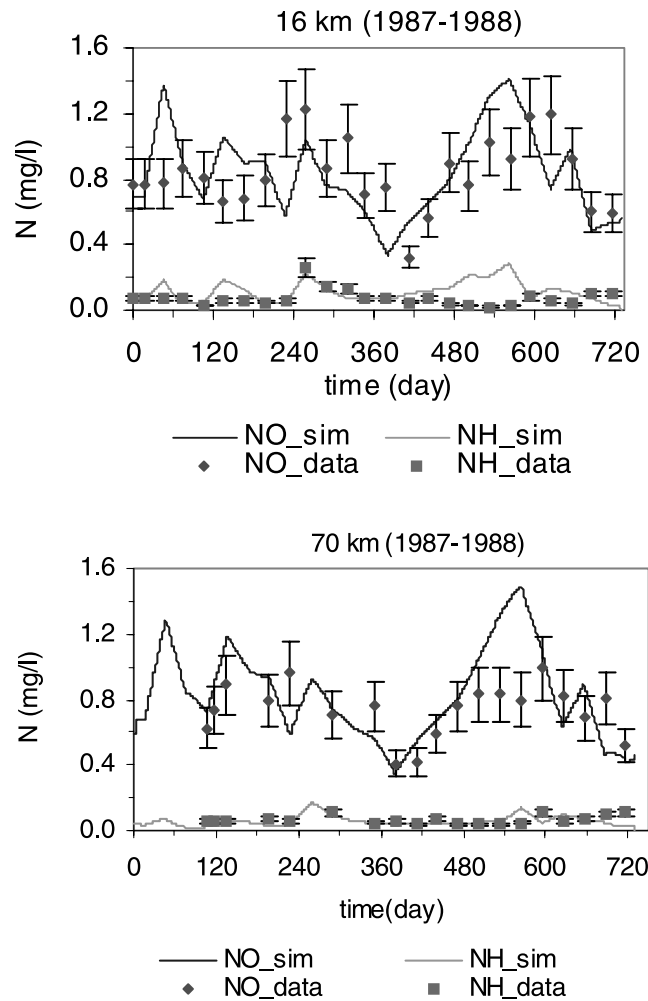 16 km (1987-1988)
1.6
1.2
0.8
0.4
0.0
N (mg/l)
0 120 240 360 480 600 720
time (day)
NO_sim NH_sim
NO_data NH_data
70 km (1987-1988)
1.6
1.2
0.8
0.4
0.0
N (mg/l)
0 120 240 360 480 600 720
time(day)
NO_sim NH_sim
NO_data NH_data